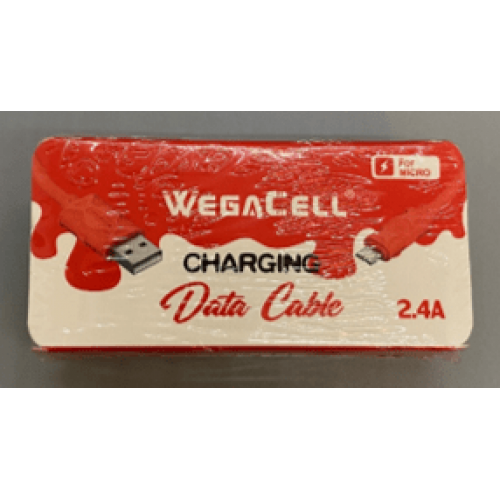 For
MICRO
WEGACELL®
CHARGING
Data Cable
2.4A